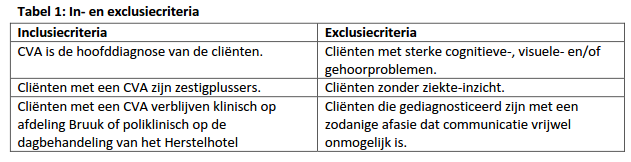 Tabel 1: In- en exclusiecriteria
Inclusiecriteria Exclusiecriteria
CVA is de hoofddiagnose van de cliënten. Cliënten met sterke cognitieve-, visuele- en/of
gehoorproblemen.
Cliënten met een CVA zijn zestigplussers. Cliënten zonder ziekte-inzicht.
Cliënten met een CVA verblijven klinisch op Cliënten die gediagnosticeerd zijn met een
afdeling Bruuk of poliklinisch op de zodanige afasie dat communicatie vrijwel
dagbehandeling van het Herstelhotel onmogelijk is.